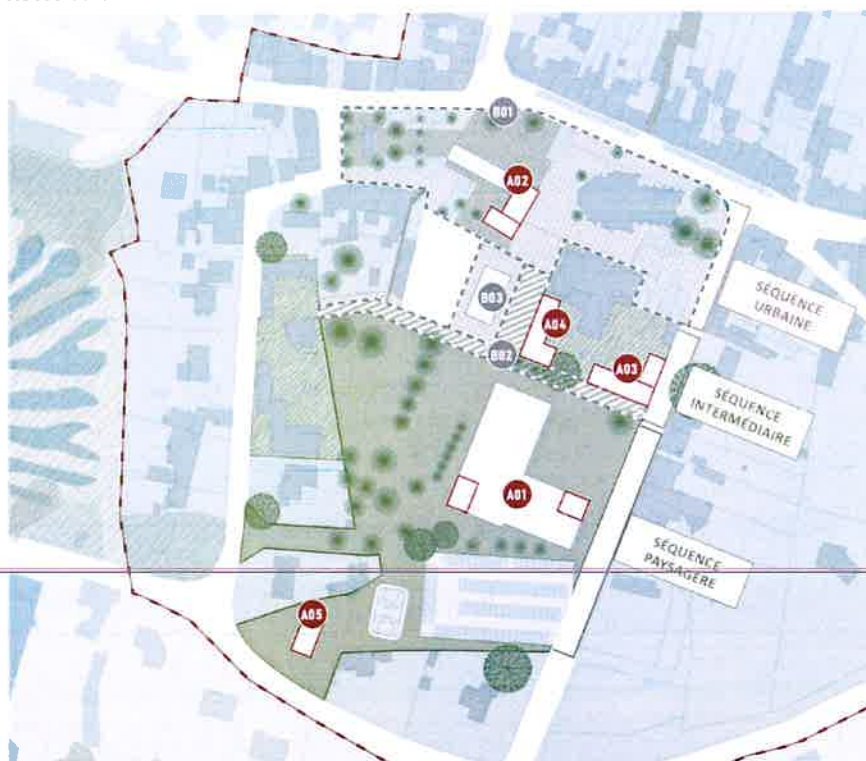 B01
A02
B03
A04
B02
A03
A01
A05
SÉQUENCE
URBAINE
SÉQUENCE
INTERMÉDIAIRE
SÉQUENCE
PAYSAGÈRE